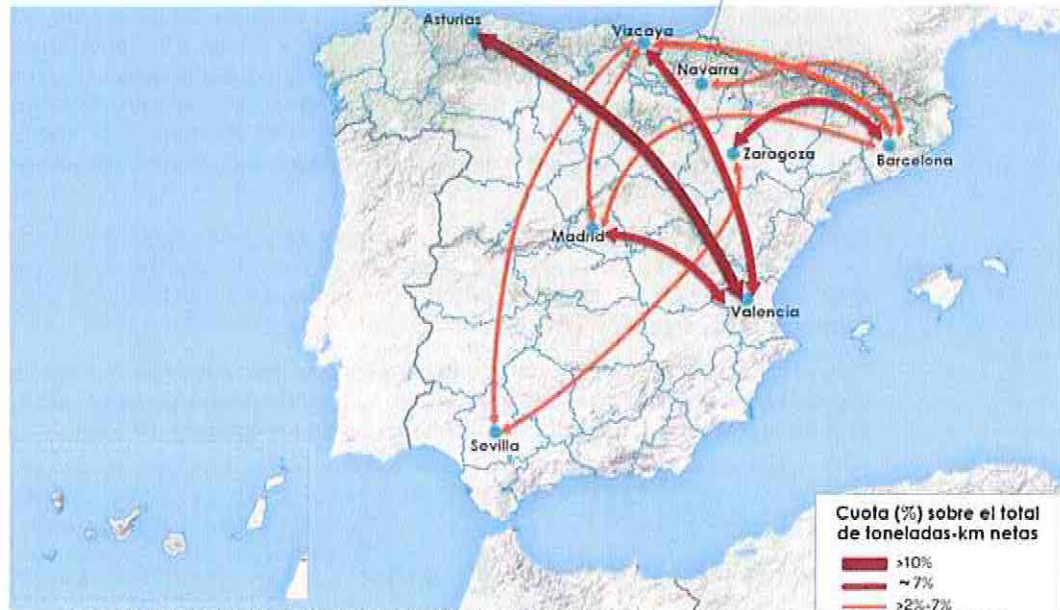 Asturias
Vizcaya
Navarra
Zaragoza
Barcelona
Madrid
Valencia
Sevilla
Cuota (%) sobre el total
de toneladas-km netas
>10%
~7%
>2%-7%